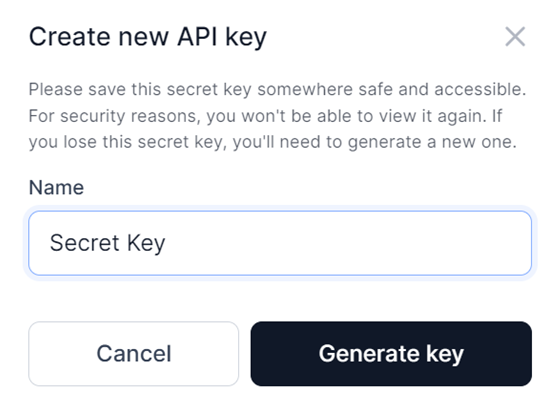 Create new API key
Please save this secret key somewhere safe and accessible.
For security reasons, you won't be able to view it again. If
you lose this secret key, you'll need to generate a new one.
Name
Secret Key
Cancel
Generate key